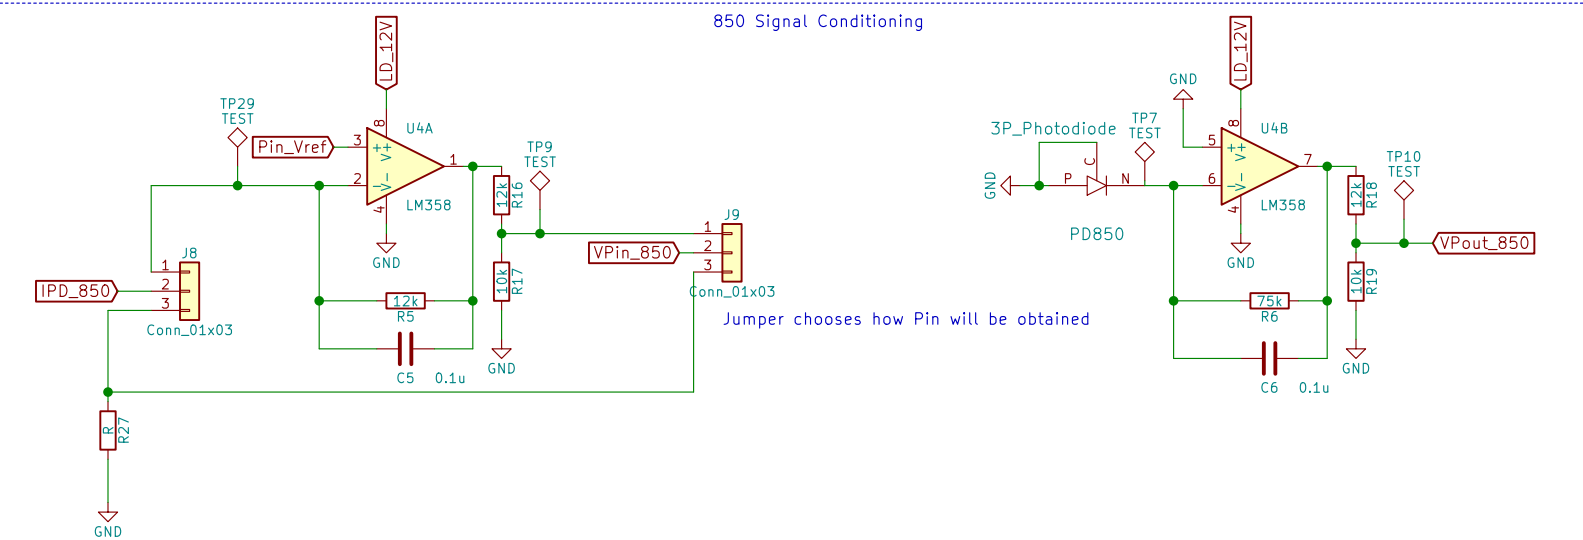 850 Signal Conditioning
LD_12V
TP29
TEST
Pin_Vref
3
2
8
4
+
-
V+
V-
U4A
1
LM358
GND
12k
R16
TP9
TEST
10k
R17
GND
12k
R5
C5 0.1u
J8
1
2
3
IPD_850
Conn_01x03
R
R27
GND
J9
1
2
3
VPin_850
Conn_01x03
Jumper chooses how Pin will be obtained
LD_12V
GND
3P_Photodiode
TP7
TEST
C
P
N
GND
PD850
5
6
8
4
+
-
V+
V-
U4B
7
LM358
GND
12k
R18
TP10
TEST
VPout_850
10k
R19
GND
75k
R6
C6 0.1u